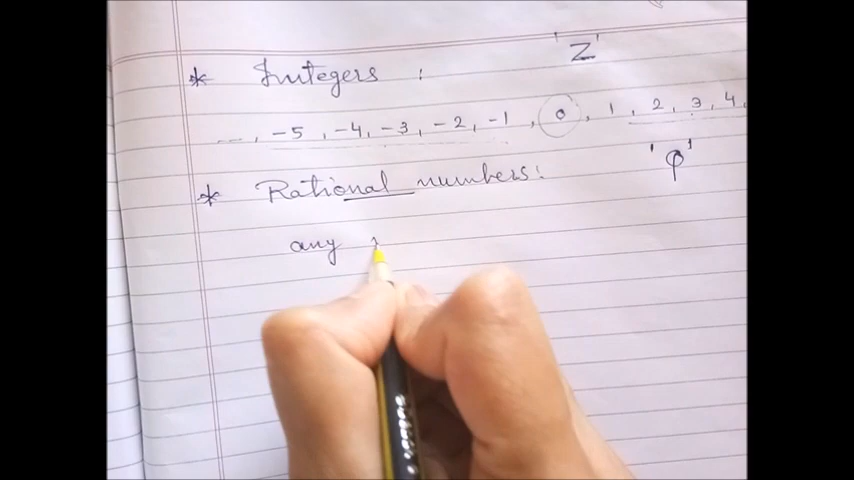 * Integers : 'Z'
..., -5, -4, -3, -2, -1, 0, 1, 2, 3, 4,
* Rational numbers: 'φ'
any